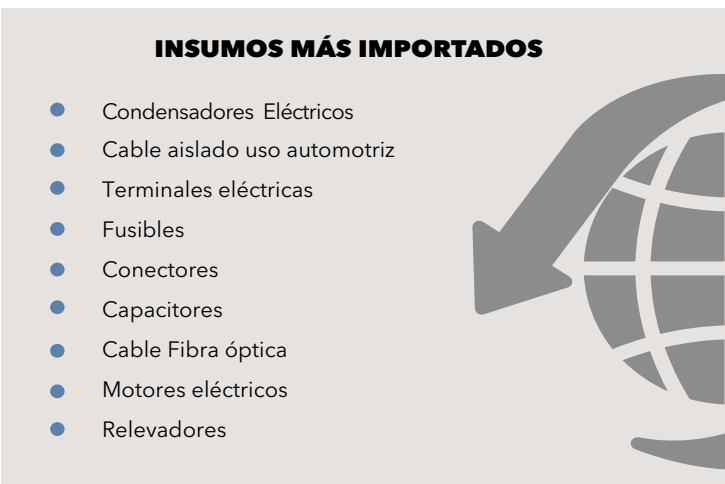 INSUMOS MÁS IMPORTADOS
Condensadores Eléctricos
Cable aislado uso automotriz
Terminales eléctricas
Fusibles
Conectores
Capacitores
Cable Fibra óptica
Motores eléctricos
Relevadores